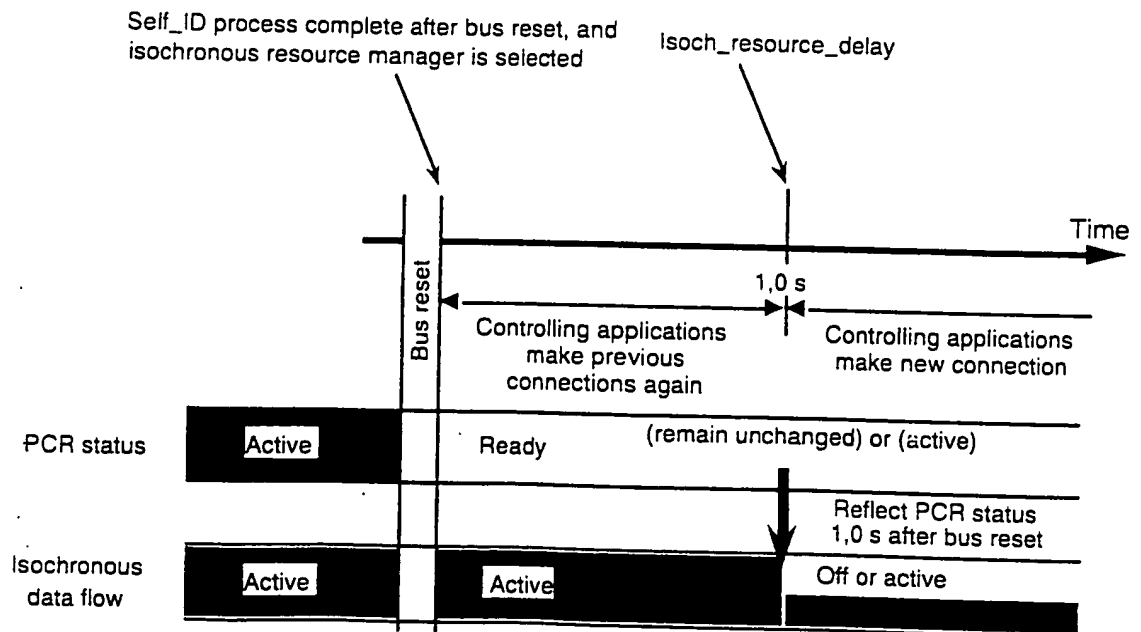 Self_ID process complete after bus reset, and
isochronous resource manager is selected
Isoch_resource_delay
Time
Bus reset
1,0 s
Controlling applications
make previous
connections again
Controlling applications
make new connection
PCR status
Active
Ready
(remain unchanged) or (active)
Reflect PCR status
1,0 s after bus reset
Isochronous
data flow
Active
Active
Off or active